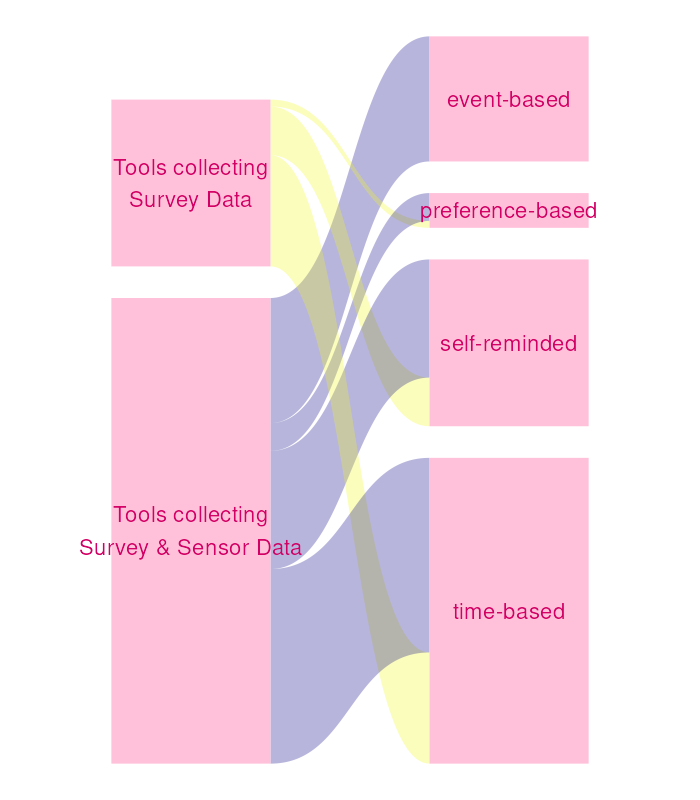 Tools collecting
Survey Data
Tools collecting
Survey & Sensor Data
event-based
preference-based
self-reminded
time-based